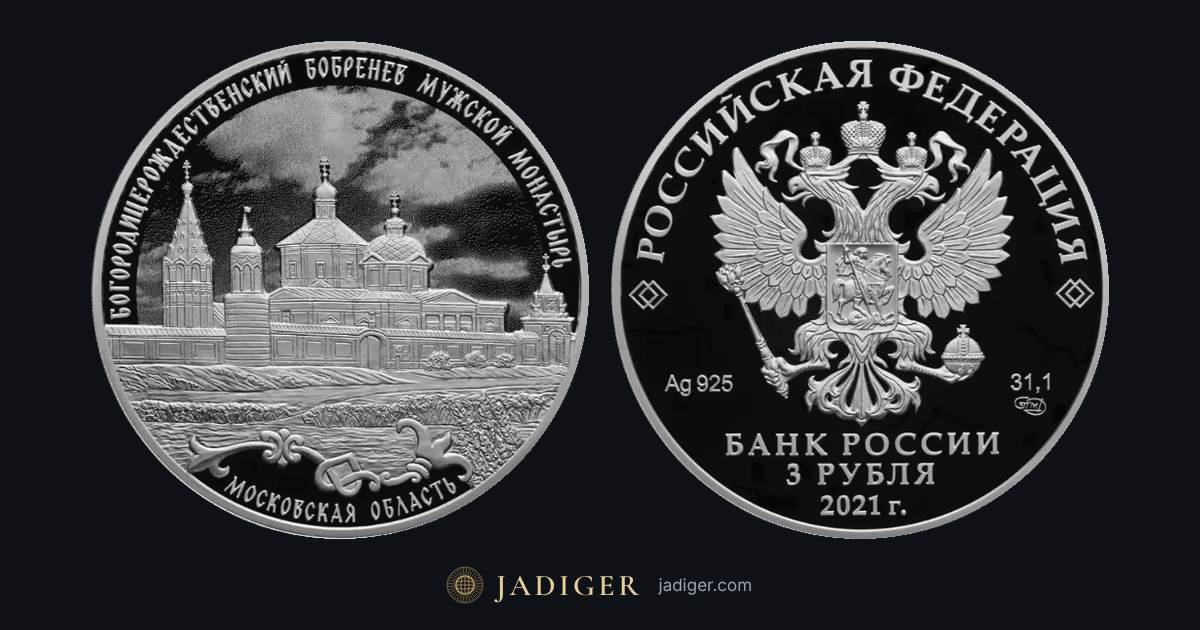 БОГОРОДИЦЕРОЖДЕСТВЕНСКИЙ БОБРЕНЕВ МУЖСКОЙ МОНАСТЫРЬ
МОСКОВСКАЯ ОБЛАСТЬ
РОССИЙСКАЯ ФЕДЕРАЦИЯ
Ag 925
31,1
БАНК РОССИИ
3 РУБЛЯ
2021 г.
JADIGER jadiger.com